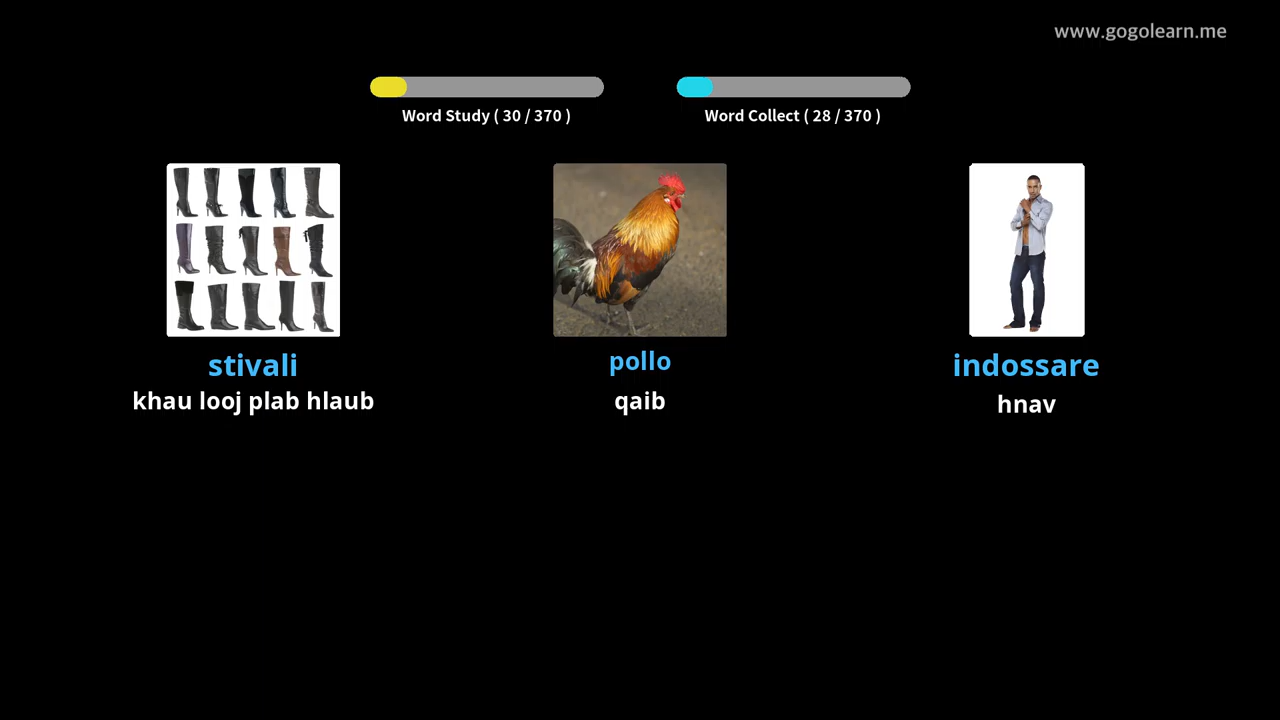 www.gogolearn.me
Word Study ( 30 / 370 )
Word Collect ( 28 / 370 )
stivali
khau looj plab hlaub
pollo
qaib
indossare
hnav